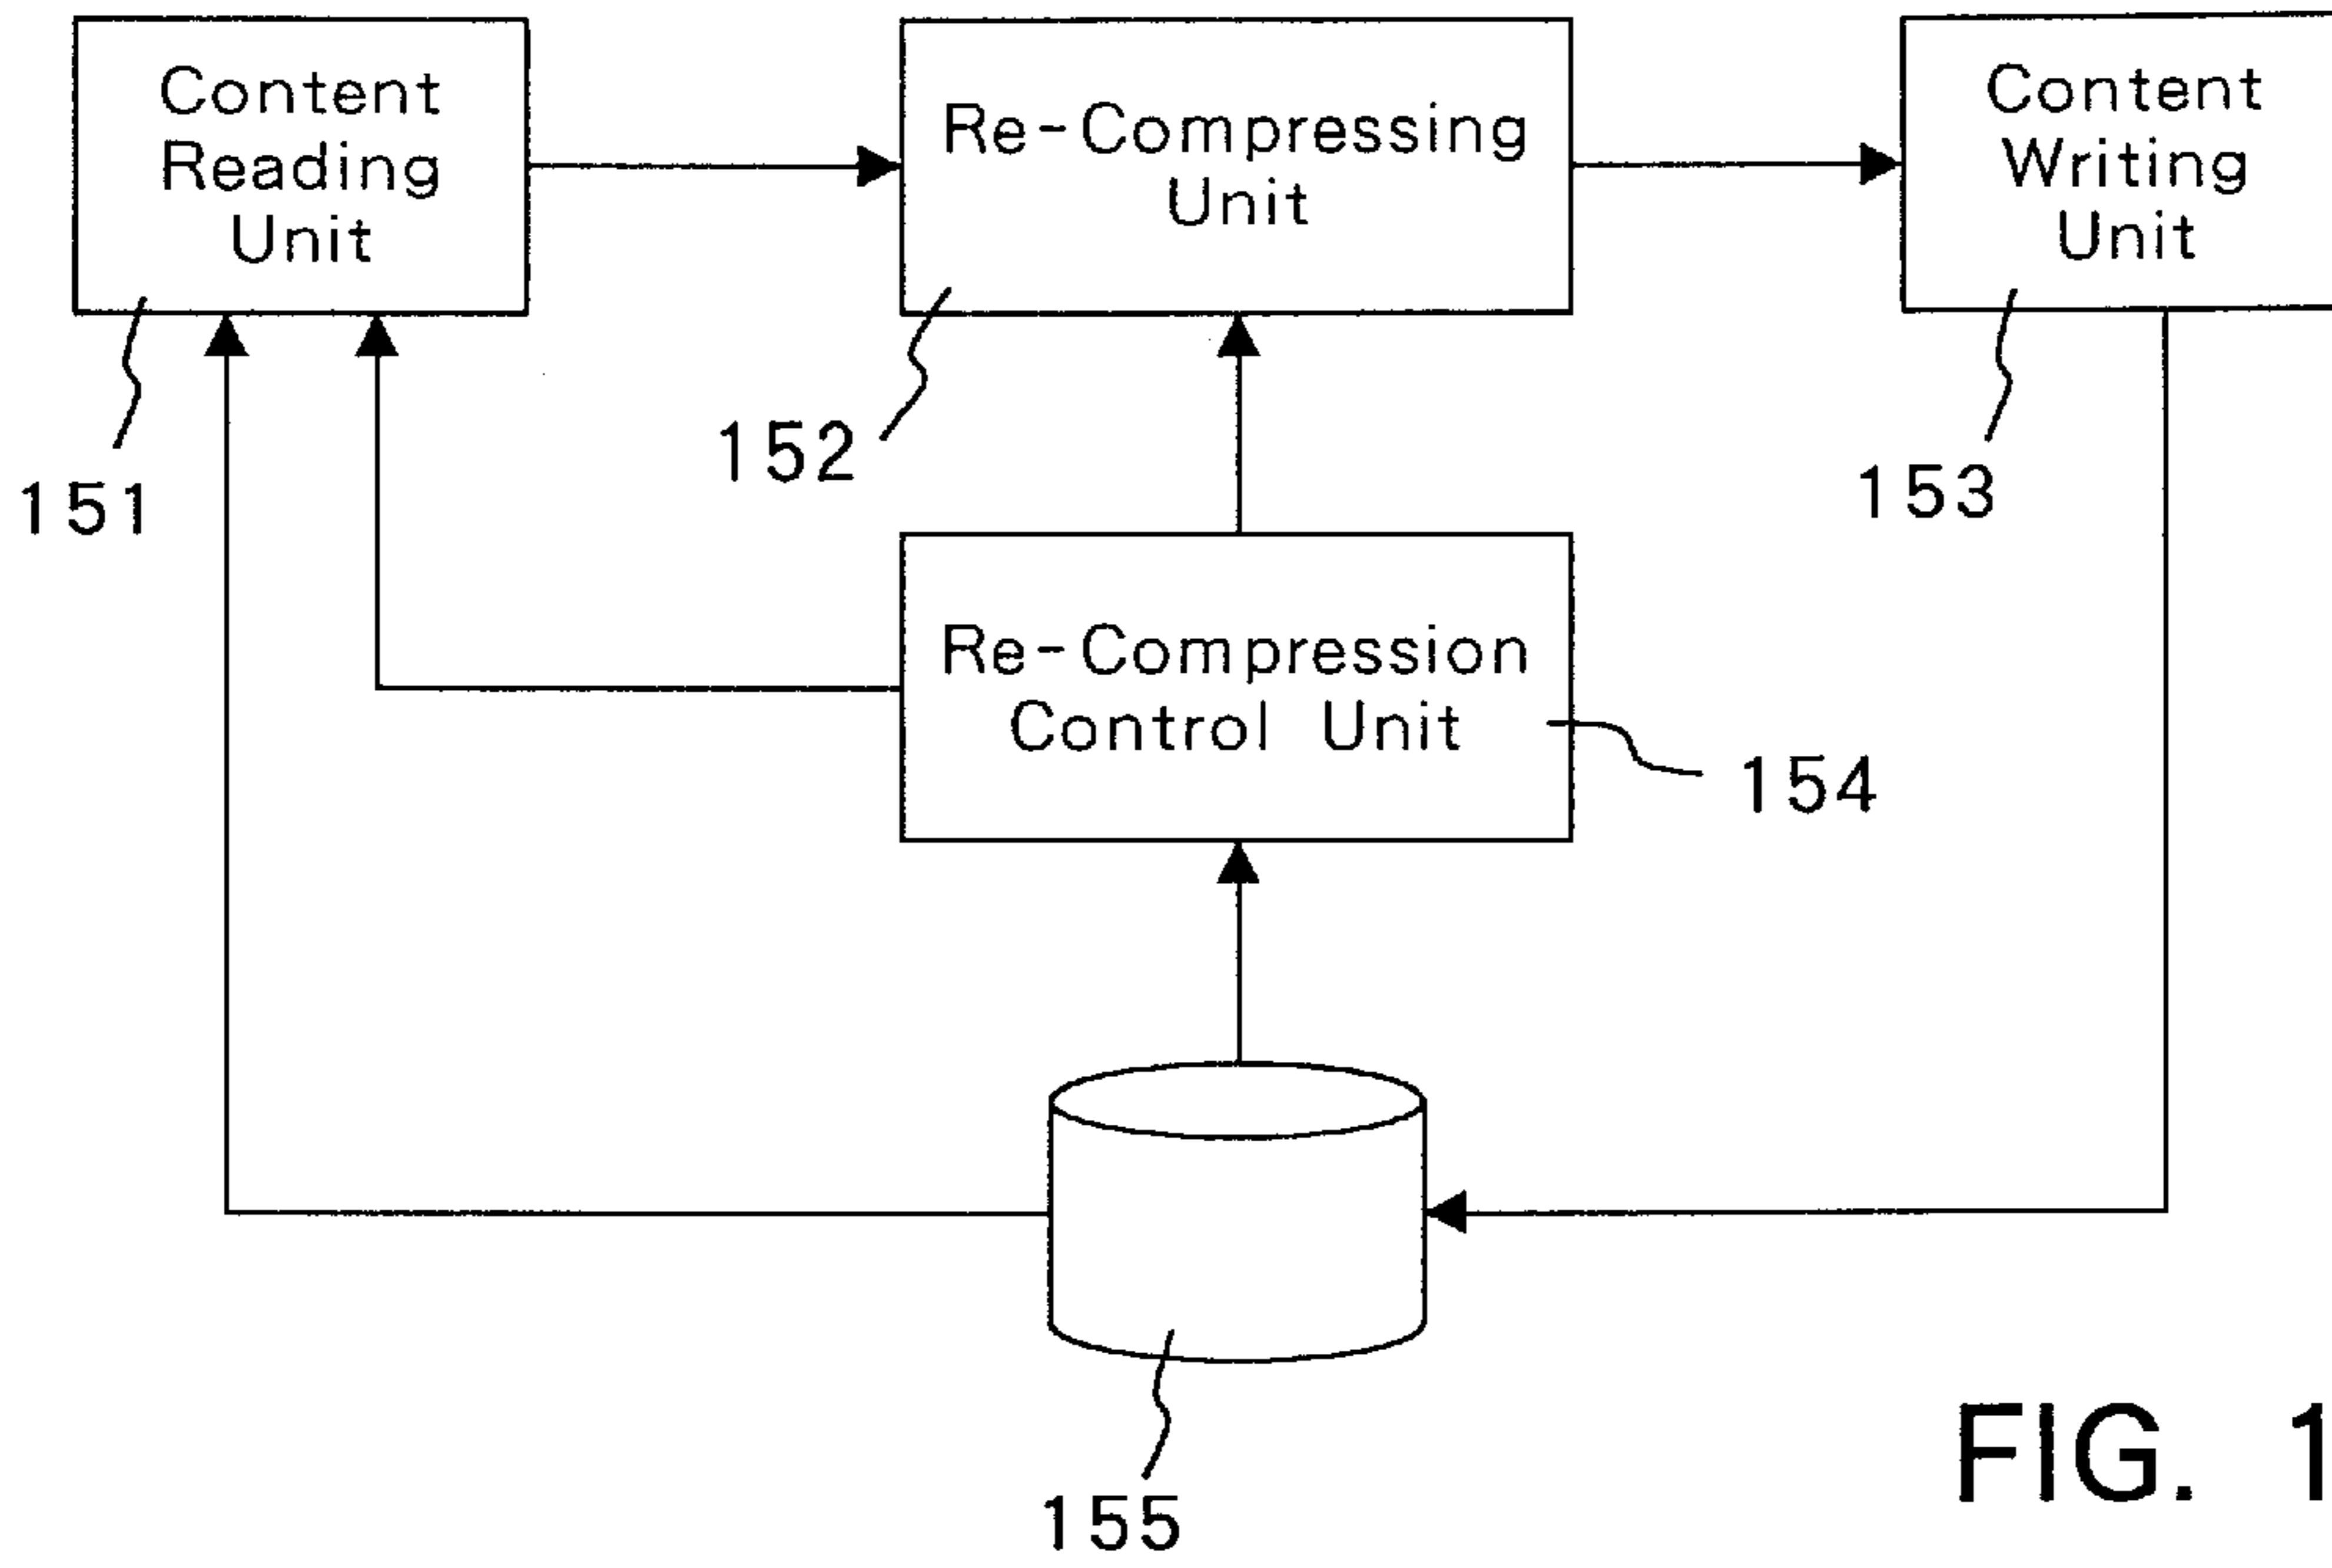 Content
Reading
Unit
Re-Compressing
Unit
Content
Writing
Unit
151
152
153
Re-Compression
Control Unit
154
155
FIG. 1